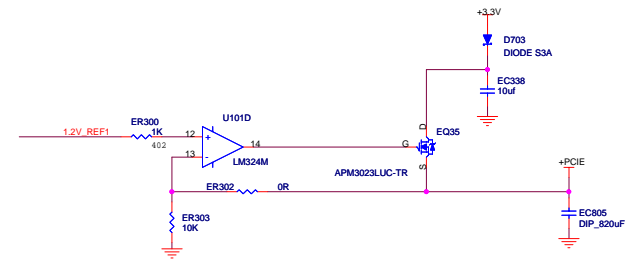 +3.3V
D703
DIODE S3A
EC338
10uf
ER300
1K
402
1.2V_REF1
U101D
12
+
13
-
14
LM324M
D
G
S
EQ35
APM3023LUC-TR
+PCIE
ER302
0R
ER303
10K
EC805
DIP_820uF